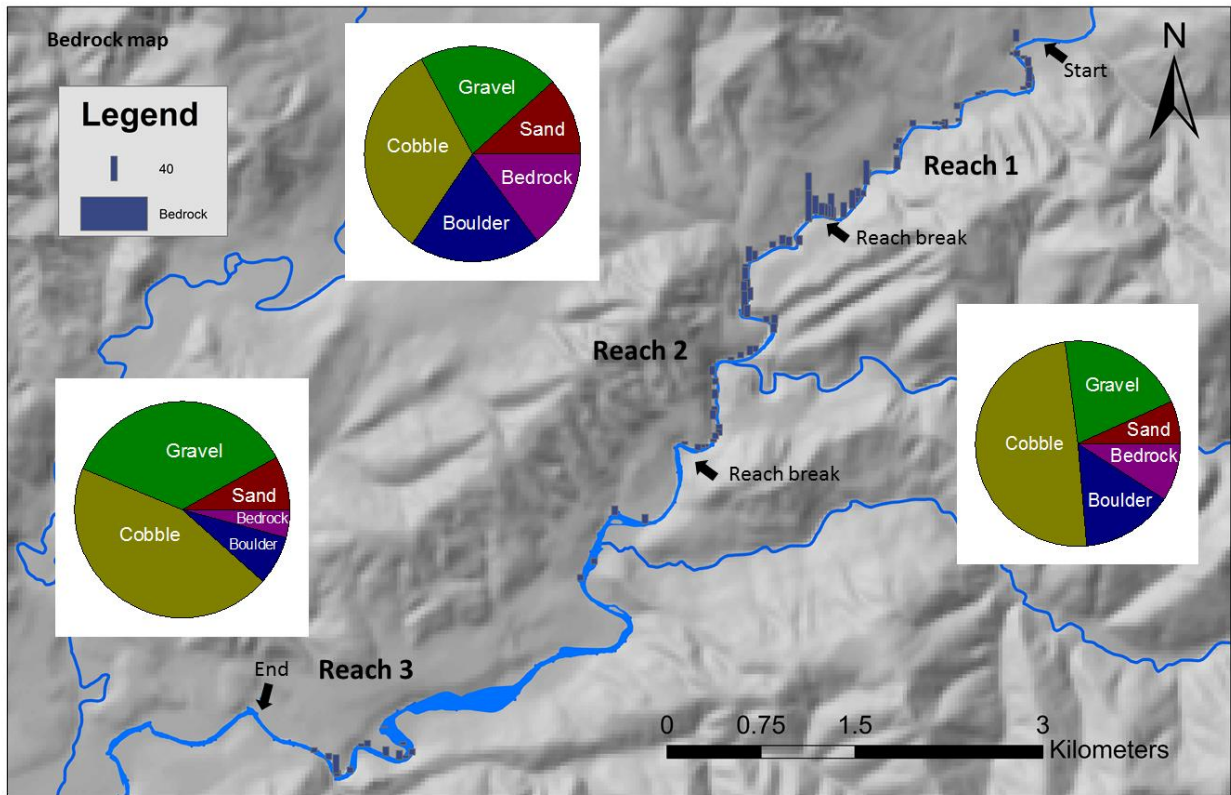 Bedrock map
Legend
40
Bedrock
Gravel
Sand
Cobble
Bedrock
Boulder
N
Start
Reach 1
Reach break
Reach 2
Gravel
Sand
Cobble
Bedrock
Boulder
Reach break
Gravel
Sand
Bedrock
Cobble
Boulder
Reach 3
End
0 0.75 1.5 3
Kilometers